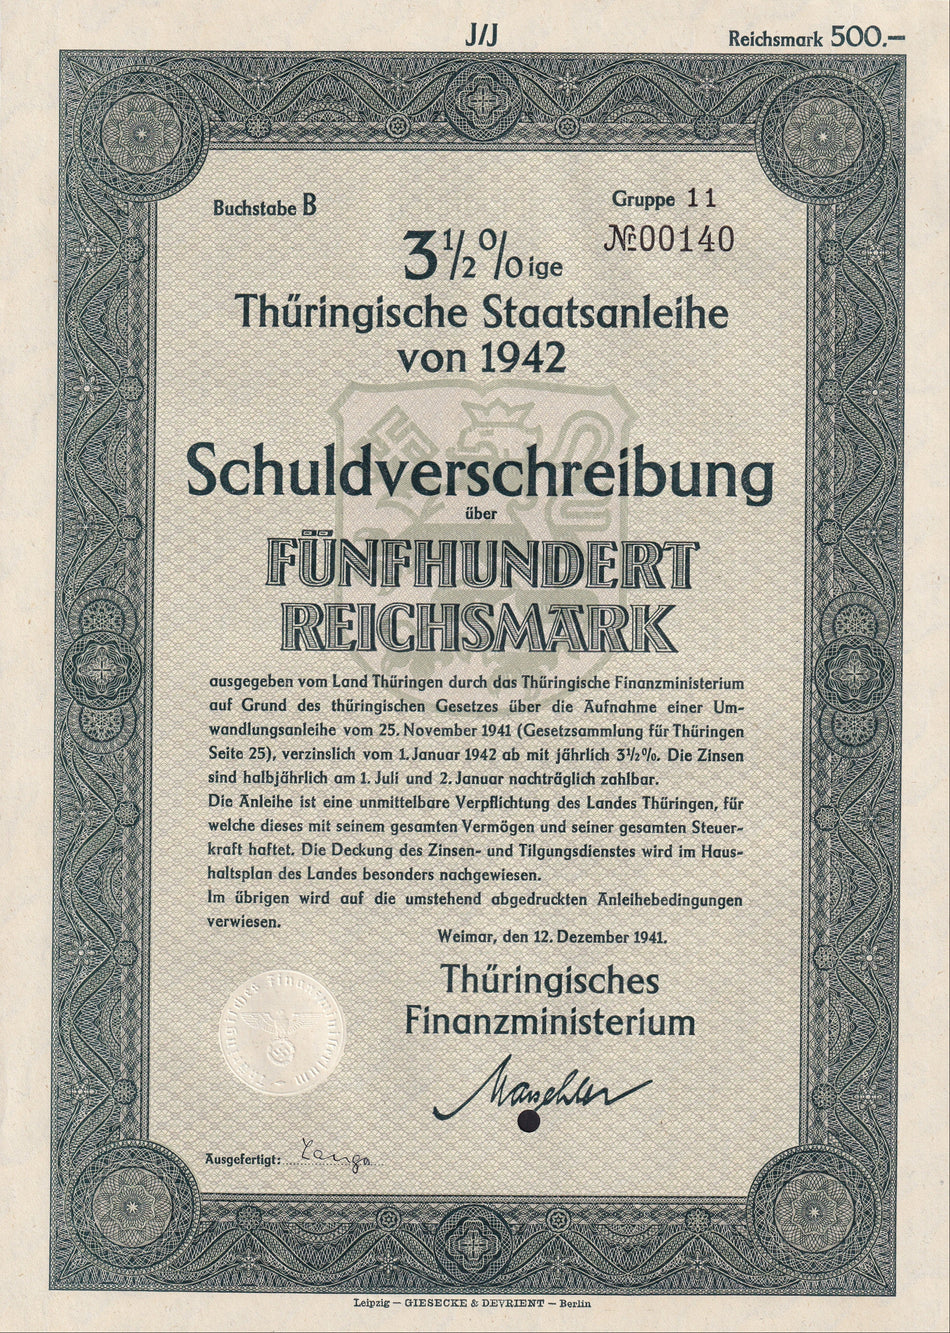 J/J
Reichsmark 500.—
Buchstabe B
Gruppe 11
№ 00140
3½%ige
Thüringische Staatsanleihe
von 1942
Schuldverschreibung
über
FÜNFHUNDERT
REICHSMARK
ausgegeben vom Land Thüringen durch das Thüringische Finanzministerium
auf Grund des thüringischen Gesetzes über die Aufnahme einer Um-
wandlungsanleihe vom 25. November 1941 (Gesetzsammlung für Thüringen
Seite 25), verzinslich vom 1. Januar 1942 ab mit jährlich 3½%. Die Zinsen
sind halbjährlich am 1. Juli und 2. Januar nachträglich zahlbar.
Die Anleihe ist eine unmittelbare Verpflichtung des Landes Thüringen, für
welche dieses mit seinem gesamten Vermögen und seiner gesamten Steuer-
kraft haftet. Die Deckung des Zinsen- und Tilgungsdienstes wird im Haus-
haltsplan des Landes besonders nachgewiesen.
Im übrigen wird auf die umstehend abgedruckten Anleihebedingungen
verwiesen.
Weimar, den 12. Dezember 1941.
Thüringisches
Finanzministerium
Thüringisches Finanzministerium
Ausgefertigt:
Leipzig — GIESECKE & DEVRIENT — Berlin